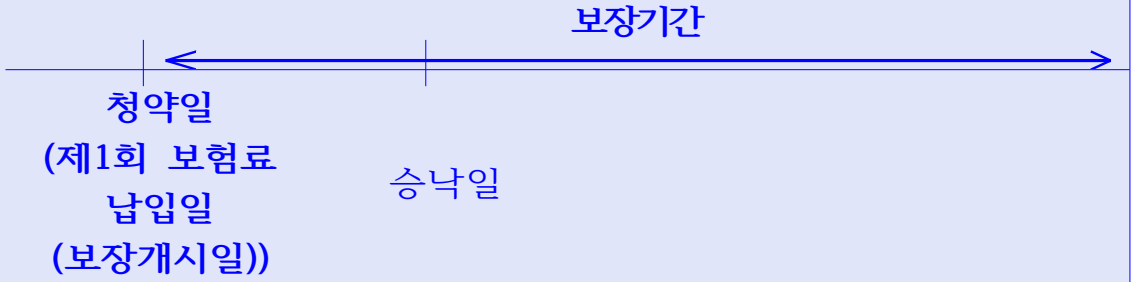 보장기간
청약일
(제1회 보험료
납입일
(보장개시일))
승낙일